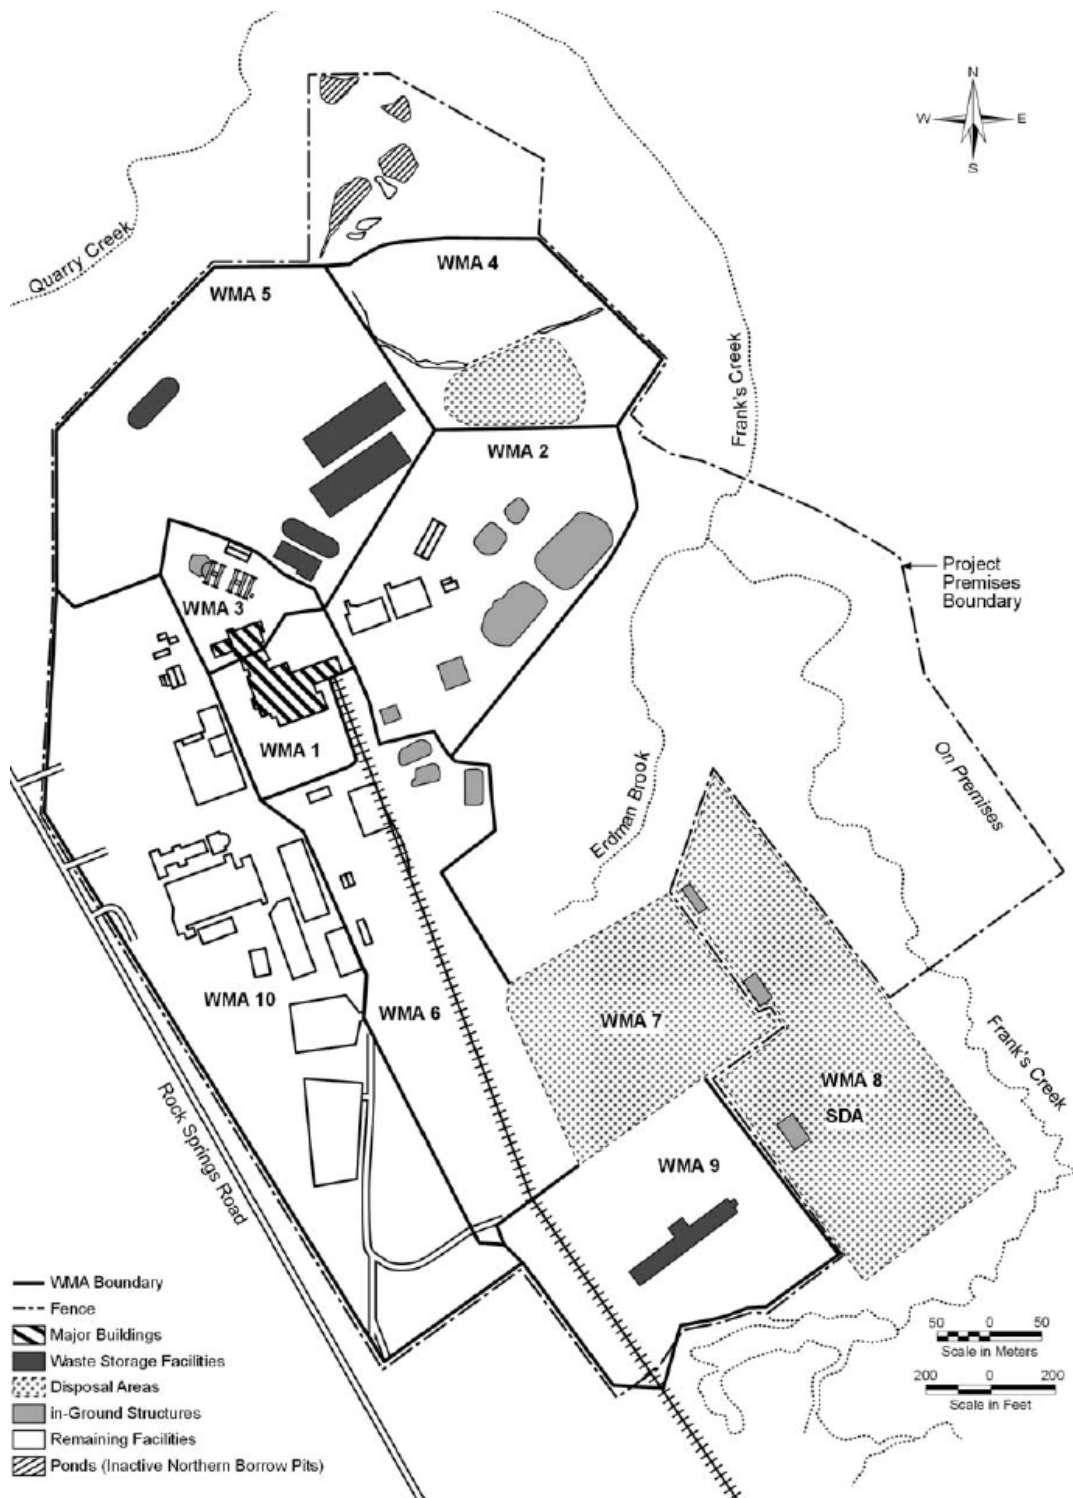 N
W E
S
Quarry Creek
WMA 4
WMA 5
Frank's Creek
WMA 2
Project
Premises
Boundary
WMA 3
WMA 1
On Premises
Erdman Brook
WMA 10
WMA 6
WMA 7
Frank's Creek
WMA 8
SDA
Rock Springs Road
WMA 9
WMA Boundary
Fence
Major Buildings
Waste Storage Facilities
Disposal Areas
in-Ground Structures
Remaining Facilities
Ponds (Inactive Northern Borrow Pits)
50 0 50
Scale in Meters
200 0 200
Scale in Feet